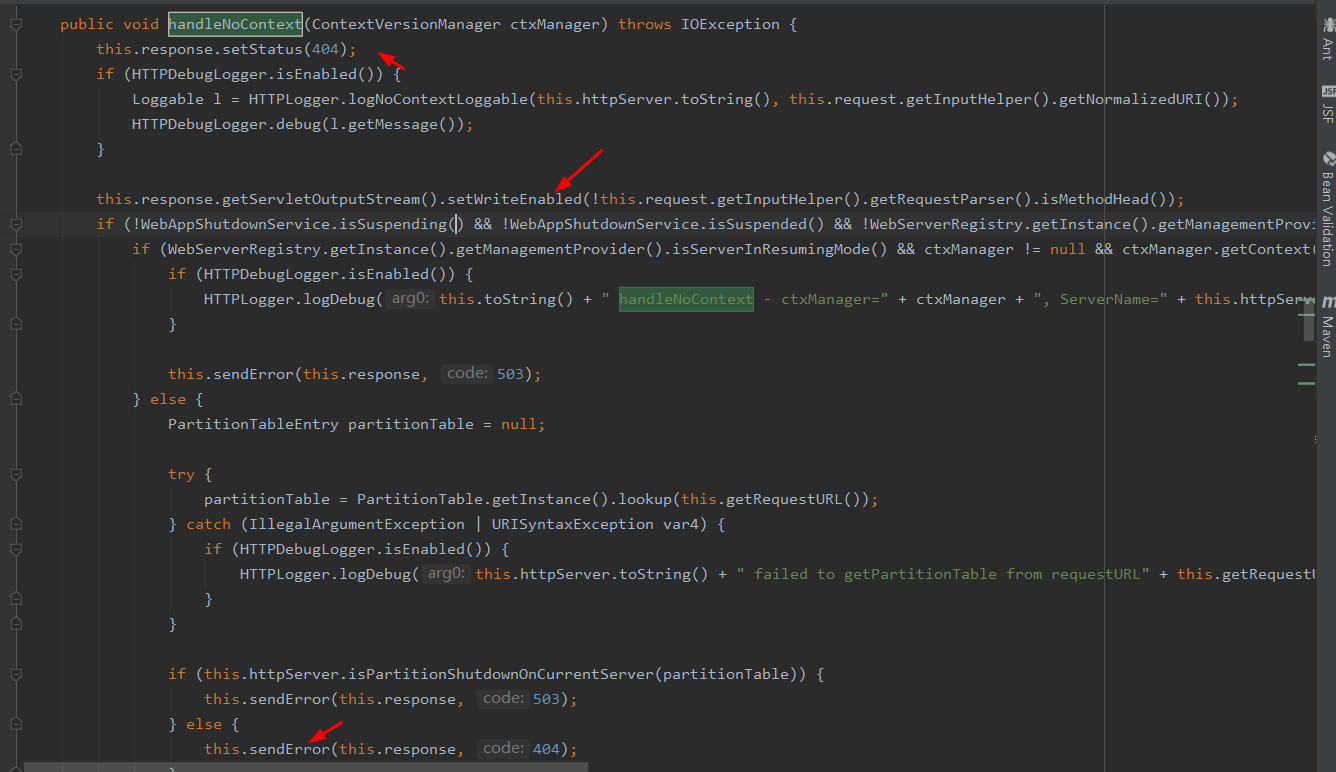 public void handleNoContext(ContextVersionManager ctxManager) throws IOException {
this.response.setStatus(404);
if (HTTPDebugLogger.isEnabled()) {
Loggable l = HTTPLogger.logNoContextLoggable(this.httpServer.toString(), this.request.getInputHelper().getNormalizedURI());
HTTPDebugLogger.debug(l.getMessage());
}
this.response.getServletOutputStream().setWriteEnabled(!this.request.getInputHelper().getRequestParser().isMethodHead());
if (!WebAppShutdownService.isSuspending() && !WebAppShutdownService.isSuspended() && !WebServerRegistry.getInstance().getManagementProvi
if (WebServerRegistry.getInstance().getManagementProvider().isServerInResumingMode() && ctxManager != null && ctxManager.getContext(
if (HTTPDebugLogger.isEnabled()) {
HTTPLogger.logDebug( arg0: this.toString() + " handleNoContext - ctxManager=" + ctxManager + ", ServerName=" + this.httpServe
}
this.sendError(this.response, code: 503);
} else {
PartitionTableEntry partitionTable = null;
try {
partitionTable = PartitionTable.getInstance().lookup(this.getRequestURL());
} catch (IllegalArgumentException | URISyntaxException var4) {
if (HTTPDebugLogger.isEnabled()) {
HTTPLogger.logDebug( arg0: this.httpServer.toString() + " failed to getPartitionTable from requestURL" + this.getRequestU
}
}
if (this.httpServer.isPartitionShutdownOnCurrentServer(partitionTable)) {
this.sendError(this.response, code: 503);
} else {
this.sendError(this.response, code: 404);
Ant
JSF
JSF
Bean Validation
m
Maven